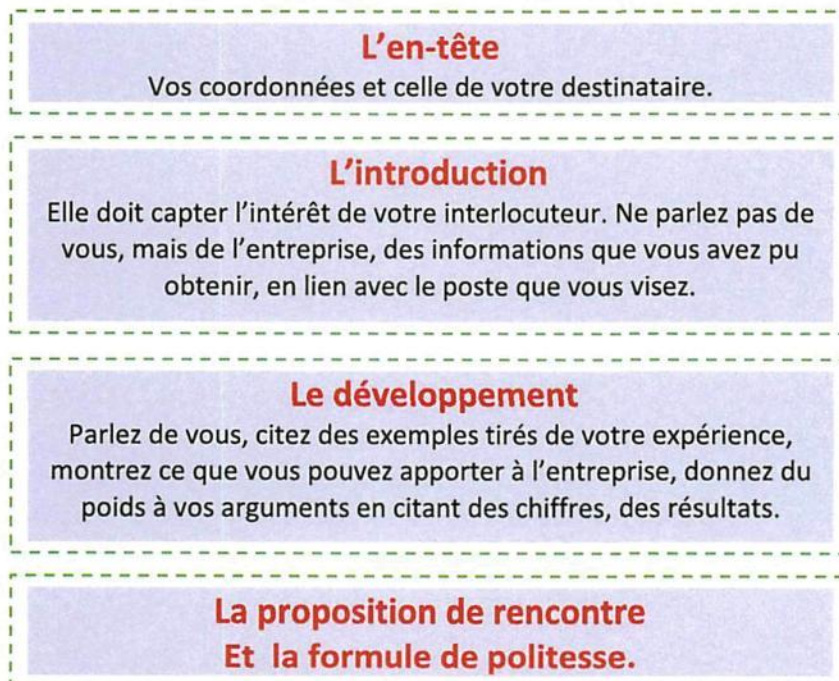 L'en-tête
Vos coordonnées et celle de votre destinataire.
L'introduction
Elle doit capter l'intérêt de votre interlocuteur. Ne parlez pas de
vous, mais de l'entreprise, des informations que vous avez pu
obtenir, en lien avec le poste que vous visez.
Le développement
Parlez de vous, citez des exemples tirés de votre expérience,
montrez ce que vous pouvez apporter à l'entreprise, donnez du
poids à vos arguments en citant des chiffres, des résultats.
La proposition de rencontre
Et la formule de politesse.